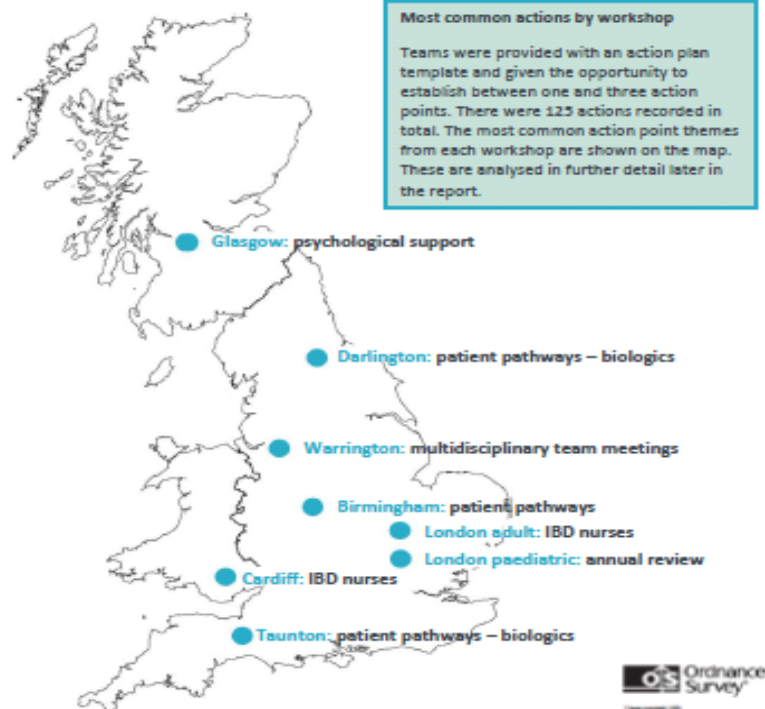 Most common actions by workshop
Teams were provided with an action plan
template and given the opportunity to
establish between one and three action
points. There were 125 actions recorded in
total. The most common action point themes
from each workshop are shown on the map.
These are analysed in further detail later in
the report.
Glasgow: psychological support
Darlington: patient pathways – biologics
Warrington: multidisciplinary team meetings
Birmingham: patient pathways
London adult: IBD nurses
London paediatric: annual review
Cardiff: IBD nurses
Taunton: patient pathways – biologics
OS Ordnance
Survey®